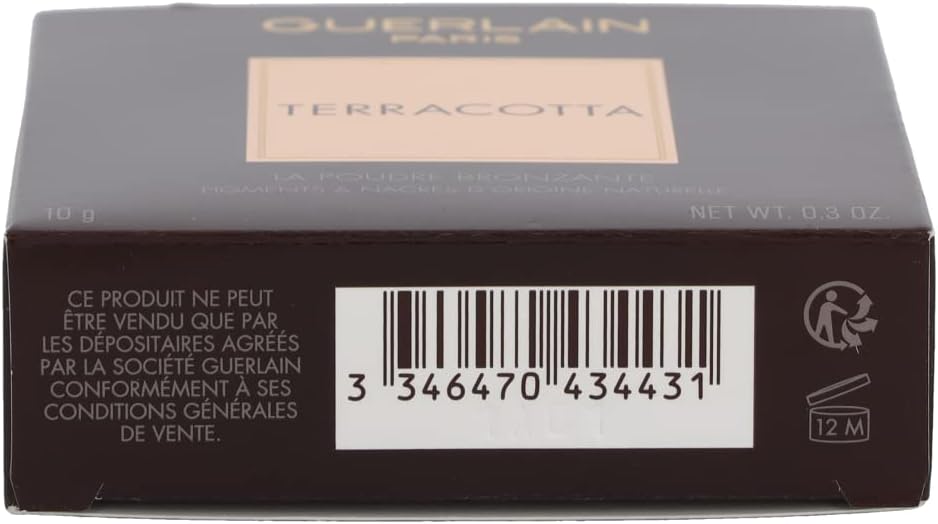 GUERLAIN
PARIS
TERRACOTTA
LA POUDRE BRONZANTE
PIGMENTS & NACRES D'ORIGINE NATURELLE
10 g
NET WT. 0.3 OZ.
CE PRODUIT NE PEUT
ÊTRE VENDU QUE PAR
LES DÉPOSITAIRES AGRÉÉS
PAR LA SOCIÉTÉ GUERLAIN
CONFORMÉMENT À SES
CONDITIONS GÉNÉRALES
DE VENTE.
3 346470 434431
12 M